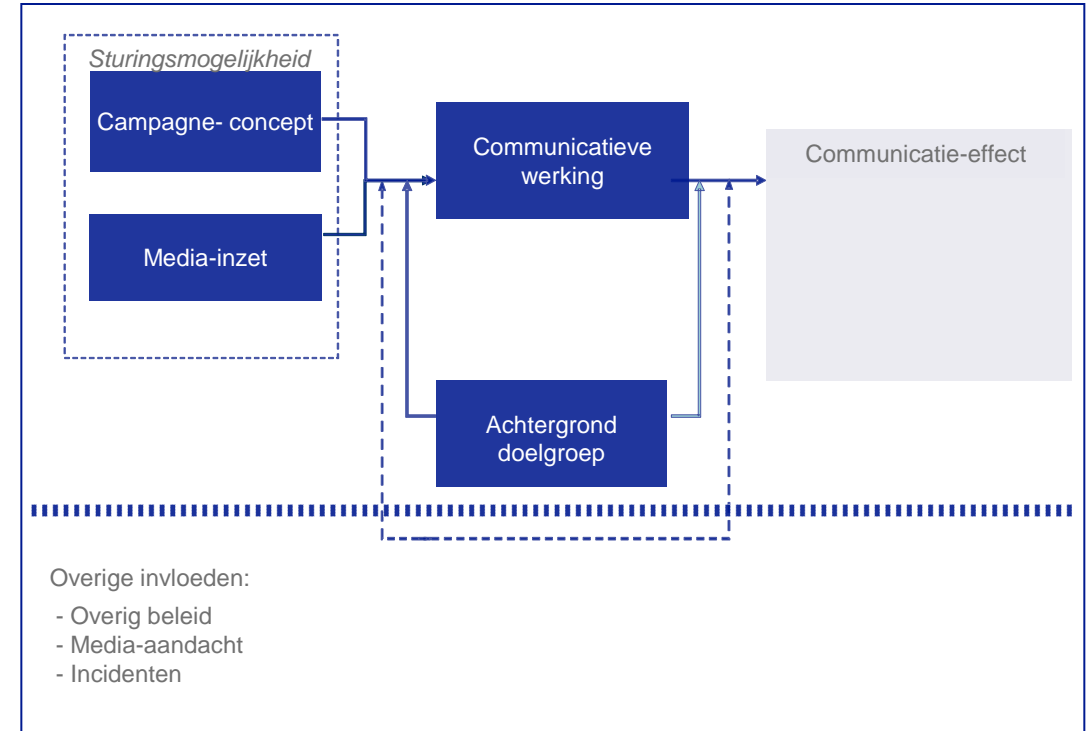 Sturingsmogelijkheid
Campagne- concept
Media-inzet
Communicatieve
werking
Communicatie-effect
Achtergrond
doelgroep
Overige invloeden:
- Overig beleid
- Media-aandacht
- Incidenten